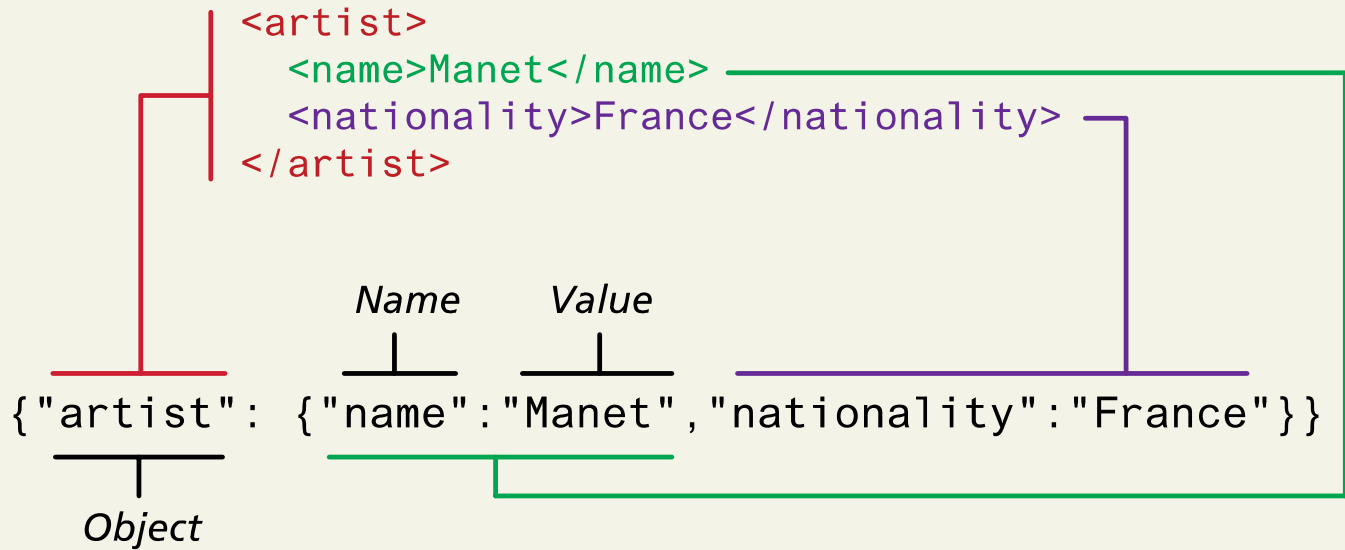 <artist>
<name>Manet</name>
<nationality>France</nationality>
</artist>
Name Value
{"artist": {"name":"Manet","nationality":"France"}}
Object